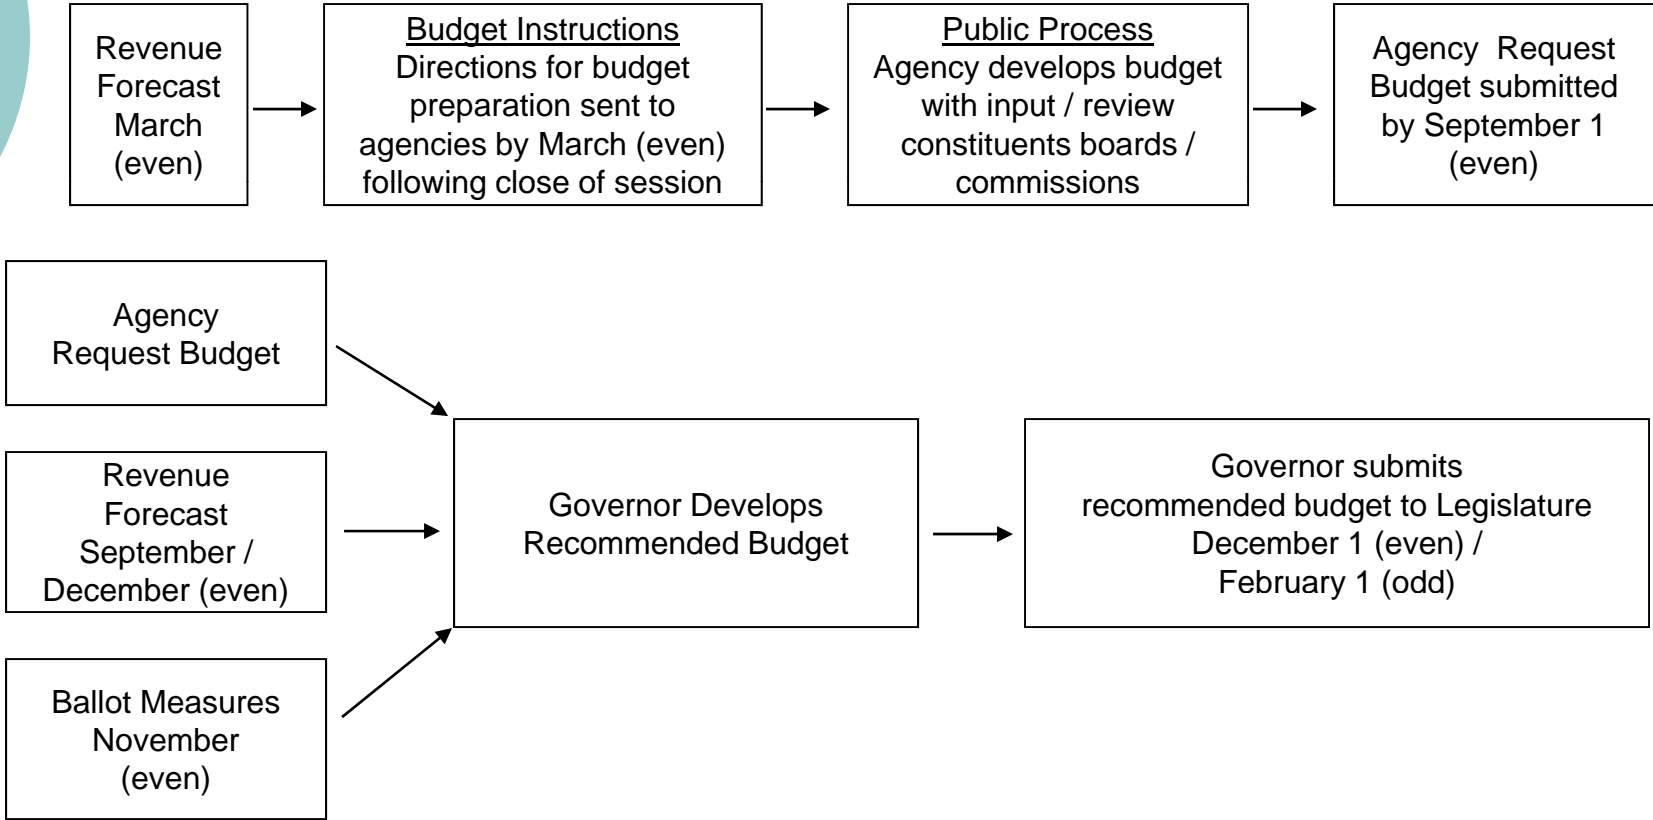 Revenue
Forecast
March
(even)
Budget Instructions
Directions for budget
preparation sent to
agencies by March (even)
following close of session
Public Process
Agency develops budget
with input / review
constituents boards /
commissions
Agency  Request
Budget submitted
by September 1
(even)
Agency
Request Budget
Revenue
Forecast
September /
December (even)
Ballot Measures
November
(even)
Governor Develops
Recommended Budget
Governor submits
recommended budget to Legislature
December 1 (even) /
February 1 (odd)